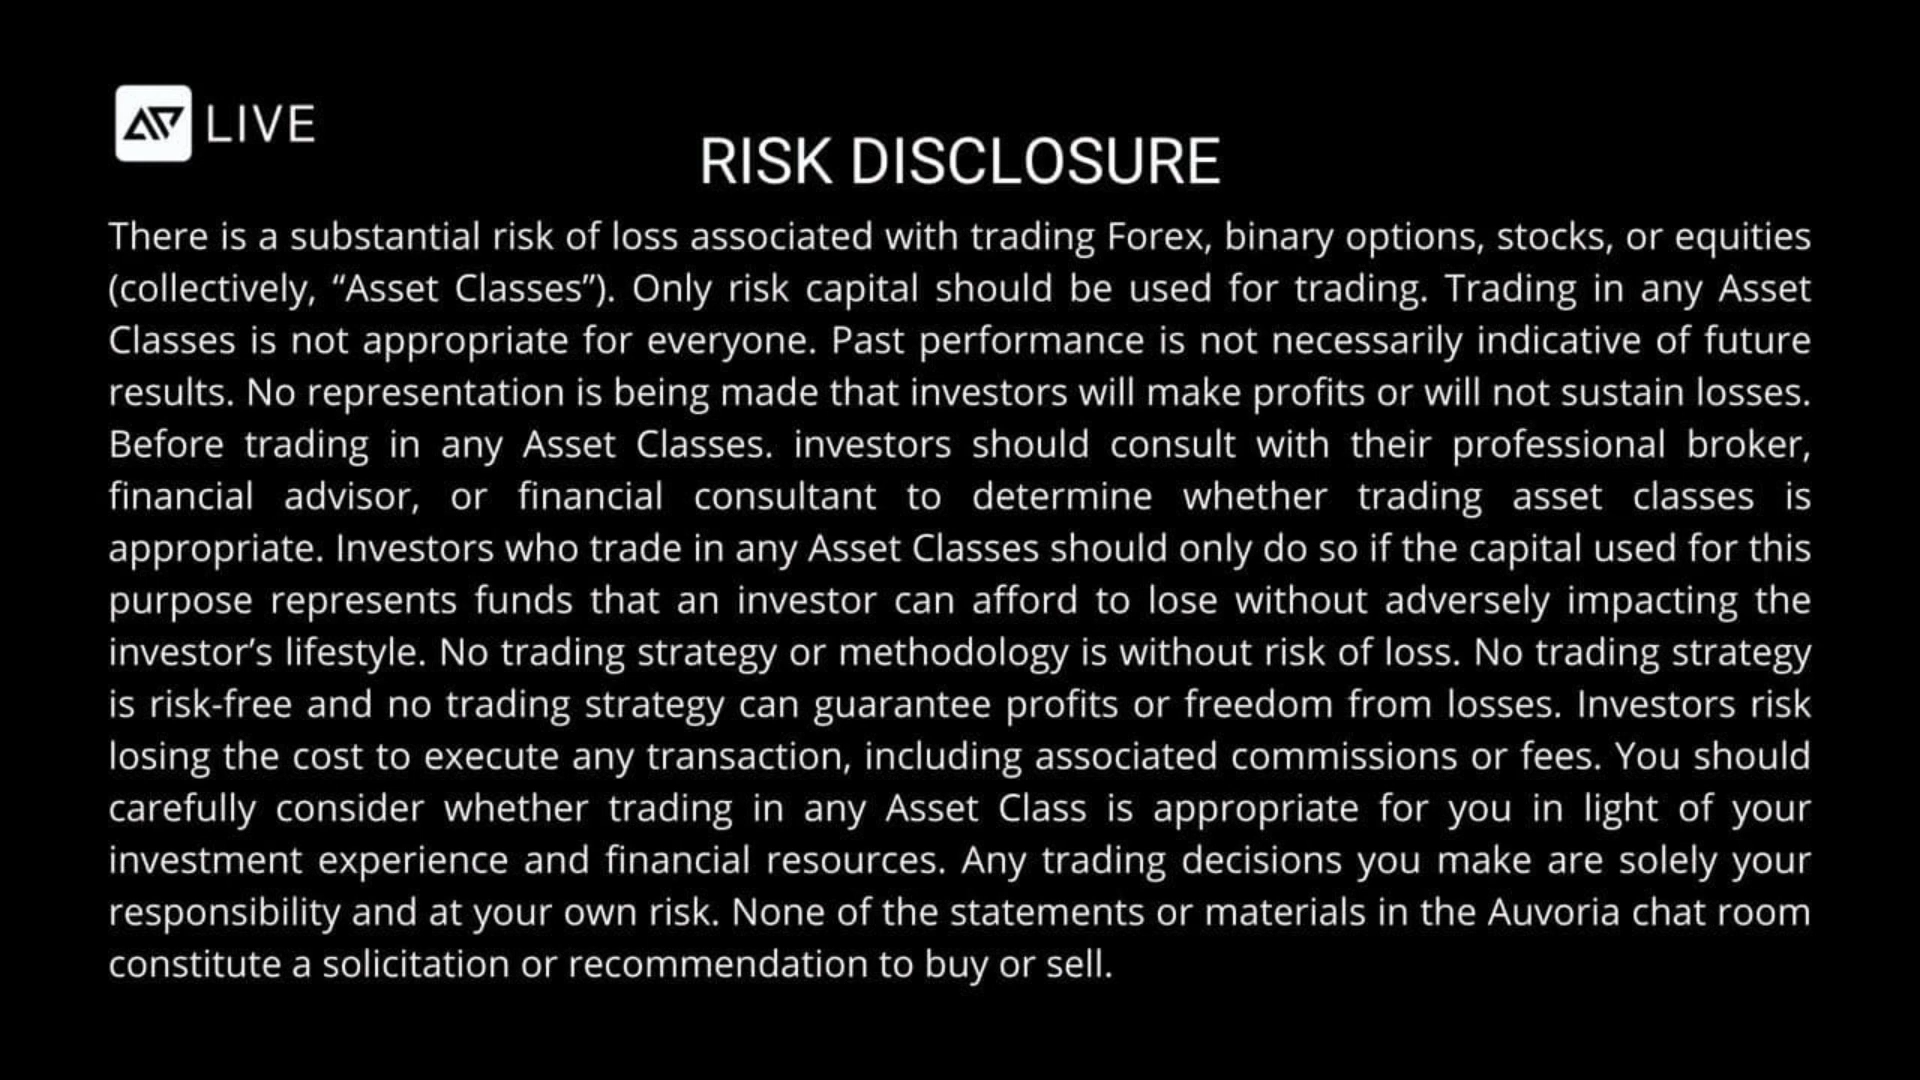 LIVE
RISK DISCLOSURE
There is a substantial risk of loss associated with trading Forex, binary options, stocks, or equities
(collectively, “Asset Classes”). Only risk capital should be used for trading. Trading in any Asset
Classes is not appropriate for everyone. Past performance is not necessarily indicative of future
results. No representation is being made that investors will make profits or will not sustain losses.
Before trading in any Asset Classes. investors should consult with their professional broker,
financial advisor, or financial consultant to determine whether trading asset classes is
appropriate. Investors who trade in any Asset Classes should only do so if the capital used for this
purpose represents funds that an investor can afford to lose without adversely impacting the
investor’s lifestyle. No trading strategy or methodology is without risk of loss. No trading strategy
is risk-free and no trading strategy can guarantee profits or freedom from losses. Investors risk
losing the cost to execute any transaction, including associated commissions or fees. You should
carefully consider whether trading in any Asset Class is appropriate for you in light of your
investment experience and financial resources. Any trading decisions you make are solely your
responsibility and at your own risk. None of the statements or materials in the Auvoria chat room
constitute a solicitation or recommendation to buy or sell.